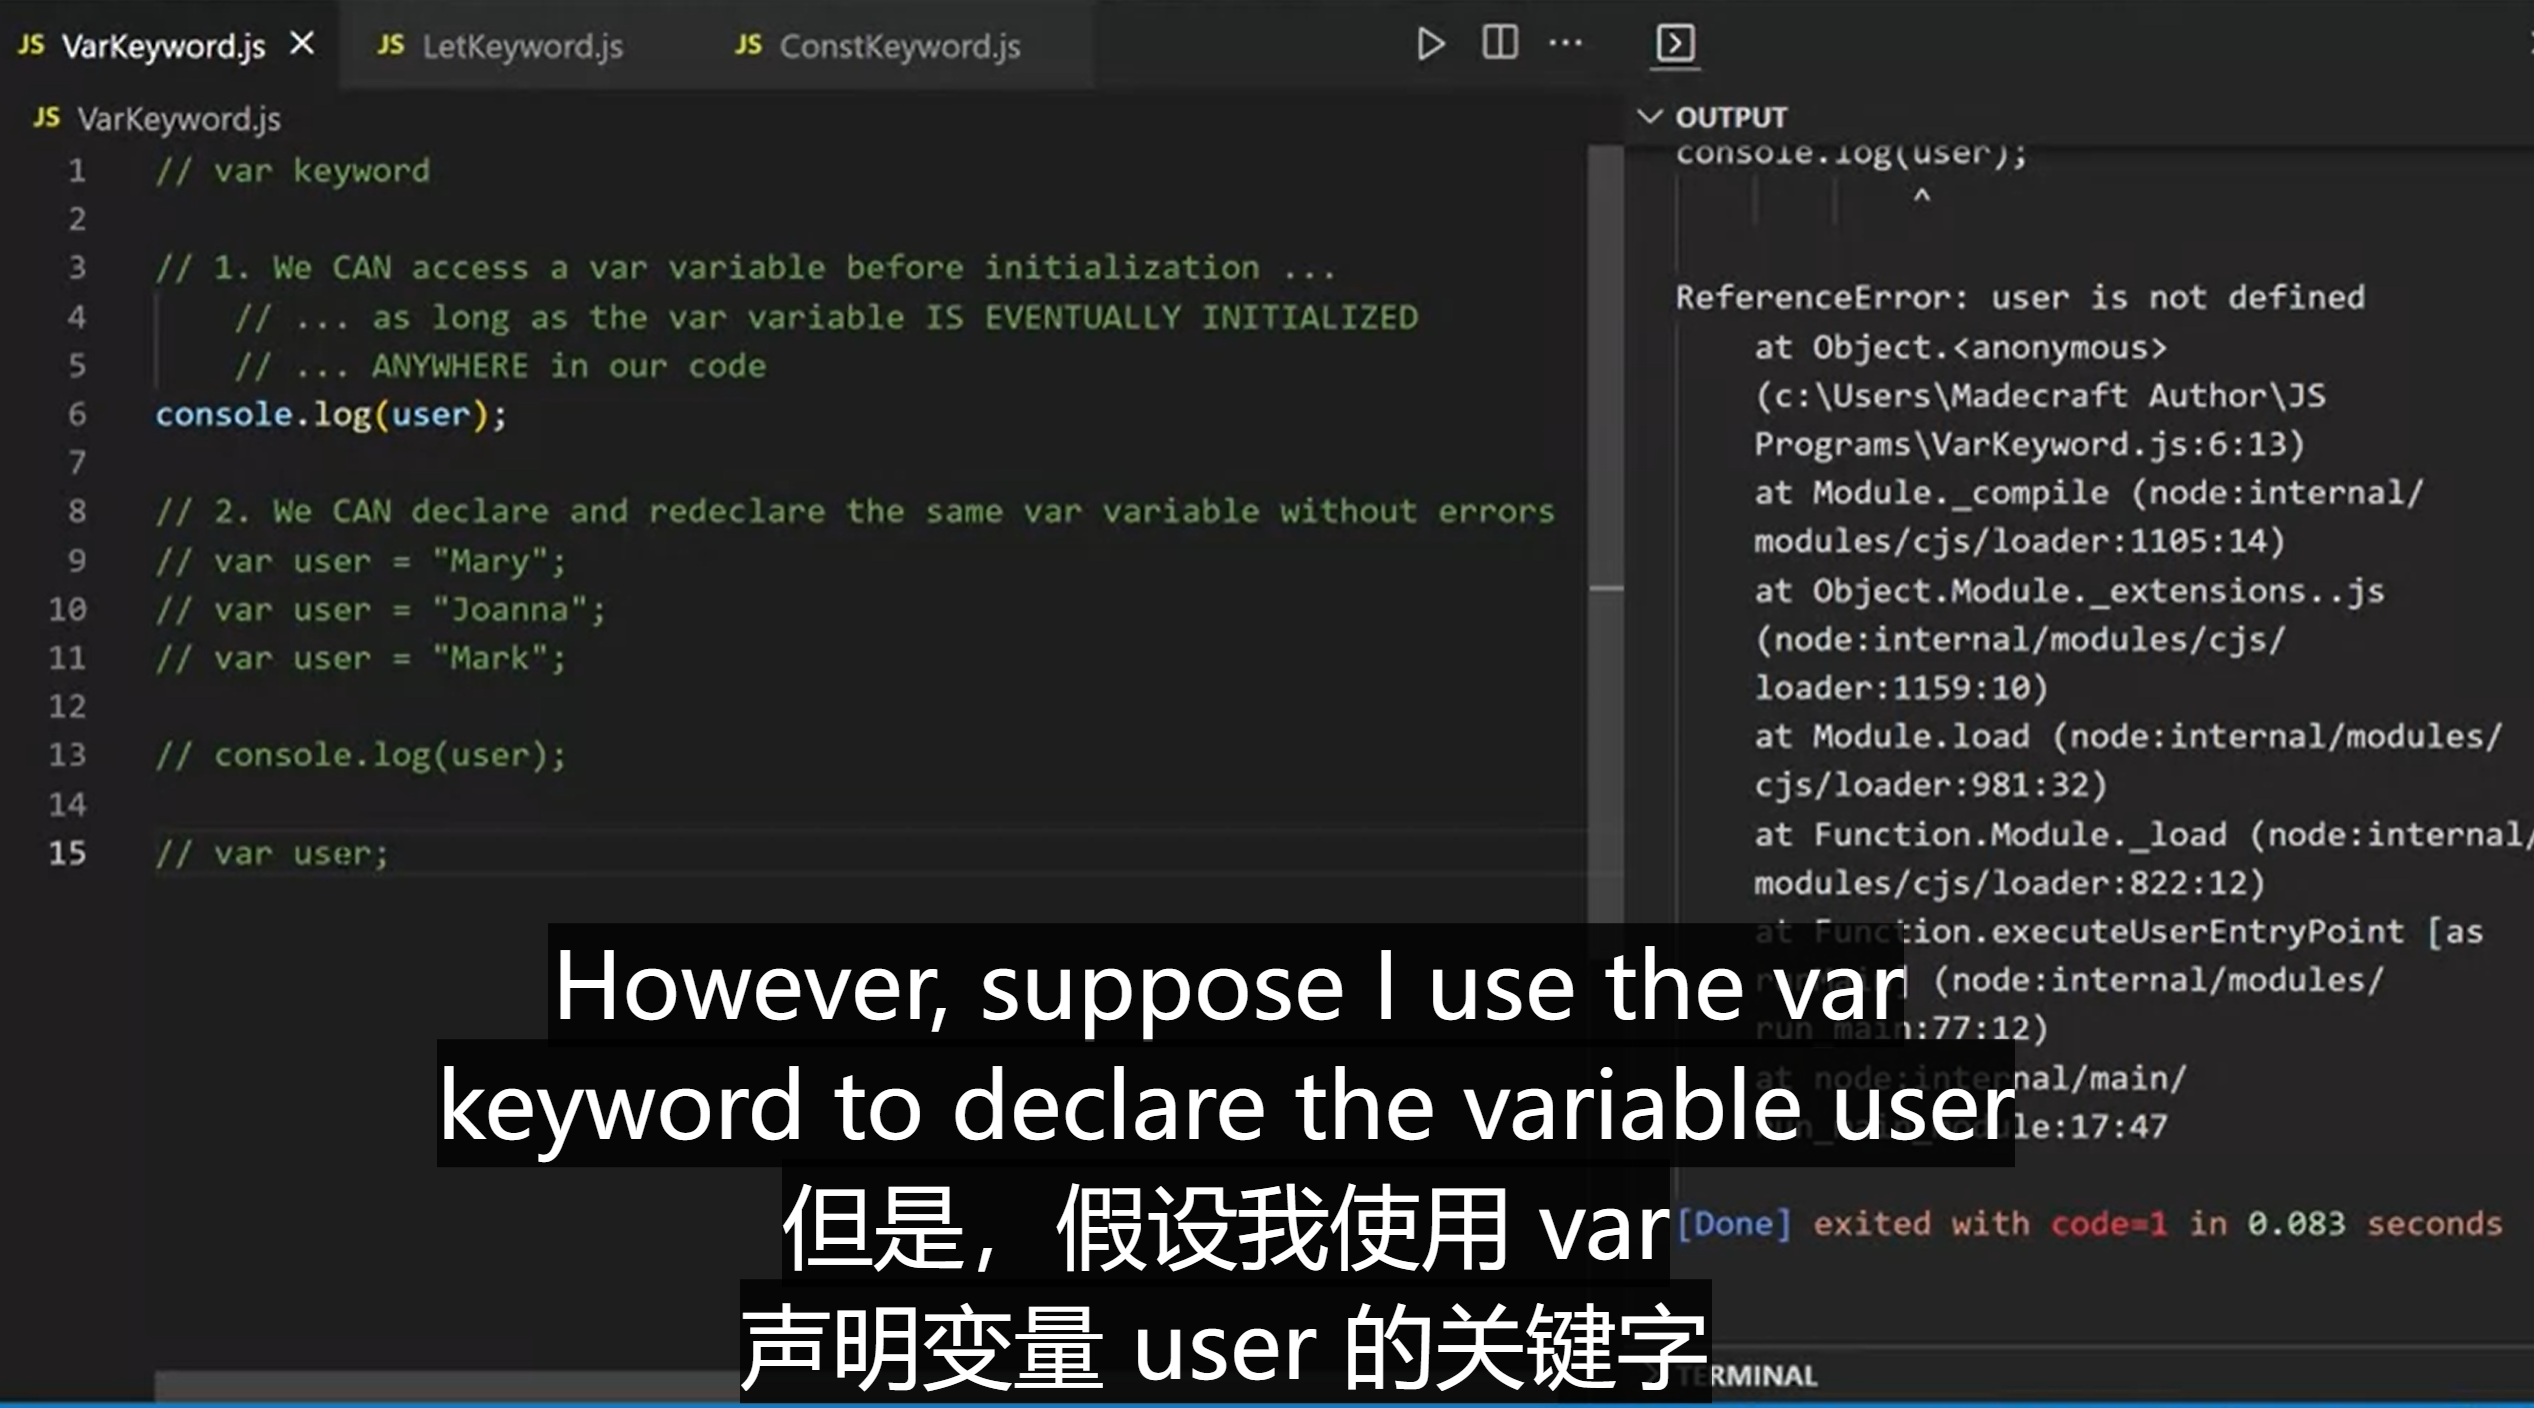 JS VarKeyword.js JS LetKeyword.js JS ConstKeyword.js
JS VarKeyword.js
1 // var keyword
2
3 // 1. We CAN access a var variable before initialization ...
4 // ... as long as the var variable IS EVENTUALLY INITIALIZED
5 // ... ANYWHERE in our code
6 console.log(user);
7
8 // 2. We CAN declare and redeclare the same var variable without errors
9 // var user = "Mary";
10 // var user = "Joanna";
11 // var user = "Mark";
12
13 // console.log(user);
14
15 // var user;
OUTPUT
console.log(user);
^
ReferenceError: user is not defined
at Object.<anonymous>
(c:\Users\Madecraft Author\JS
Programs\VarKeyword.js:6:13)
at Module._compile (node:internal/
modules/cjs/loader:1105:14)
at Object.Module._extensions..js
(node:internal/modules/cjs/
loader:1159:10)
at Module.load (node:internal/modules/
cjs/loader:981:32)
at Function.Module._load (node:internal/
modules/cjs/loader:822:12)
at Function.executeUserEntryPoint [as
(node:internal/modules/
run_main:77:12)
at node:internal/main/
run_main_module:17:47
[Done] exited with code=1 in 0.083 seconds
TERMINAL
However, suppose I use the var
keyword to declare the variable user
但是，假设我使用 var
声明变量 user 的关键字